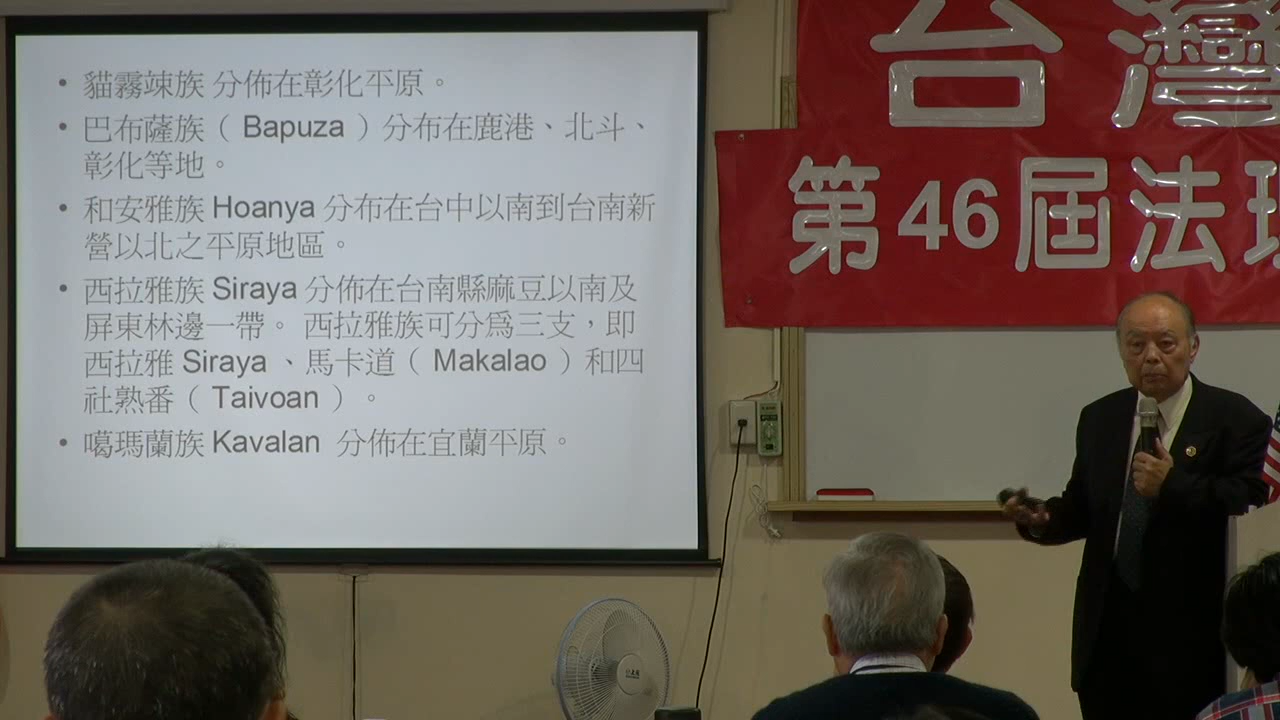 • 貓霧竦族 分佈在彰化平原。
• 巴布薩族（ Bapuza ）分布在鹿港、北斗、
彰化等地。
• 和安雅族 Hoanya 分布在台中以南到台南新
營以北之平原地區。
• 西拉雅族 Siraya 分佈在台南縣麻豆以南及
屏東林邊一帶。 西拉雅族可分為三支，即
西拉雅 Siraya 、馬卡道（ Makalao ）和四
社熟番（ Taivoan ）。
• 噶瑪蘭族 Kavalan 分佈在宜蘭平原。
台灣
第46屆法理